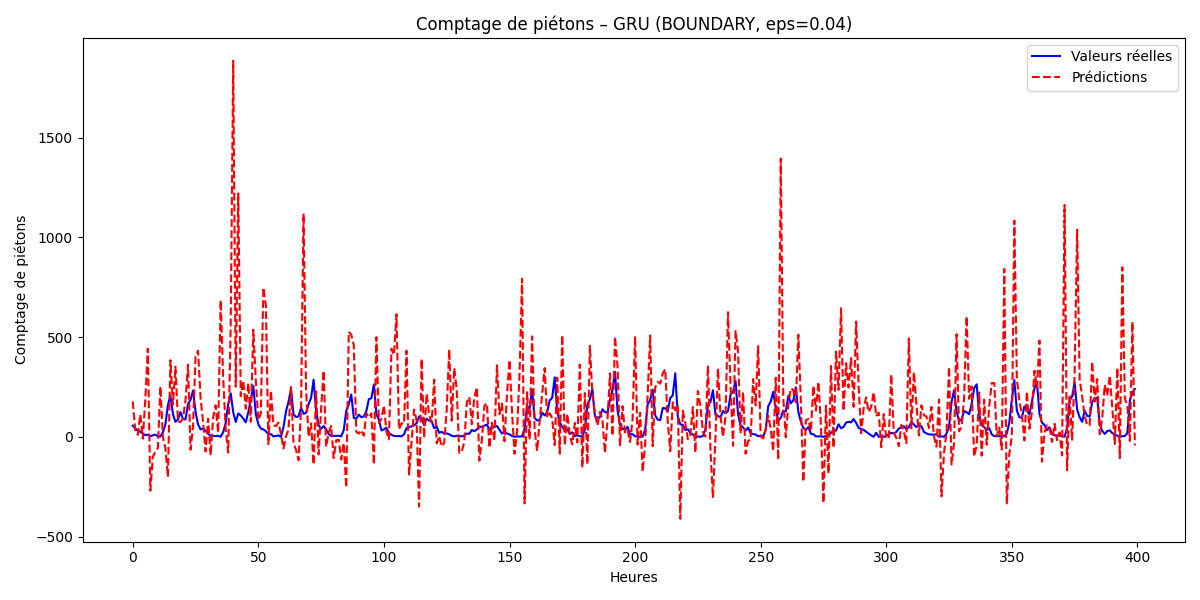 Comptage de piétons – GRU (BOUNDARY, eps=0.04)
Valeurs réelles
Prédictions
1500
1000
500
0
−500
Comptage de piétons
0 50 100 150 200 250 300 350 400
Heures